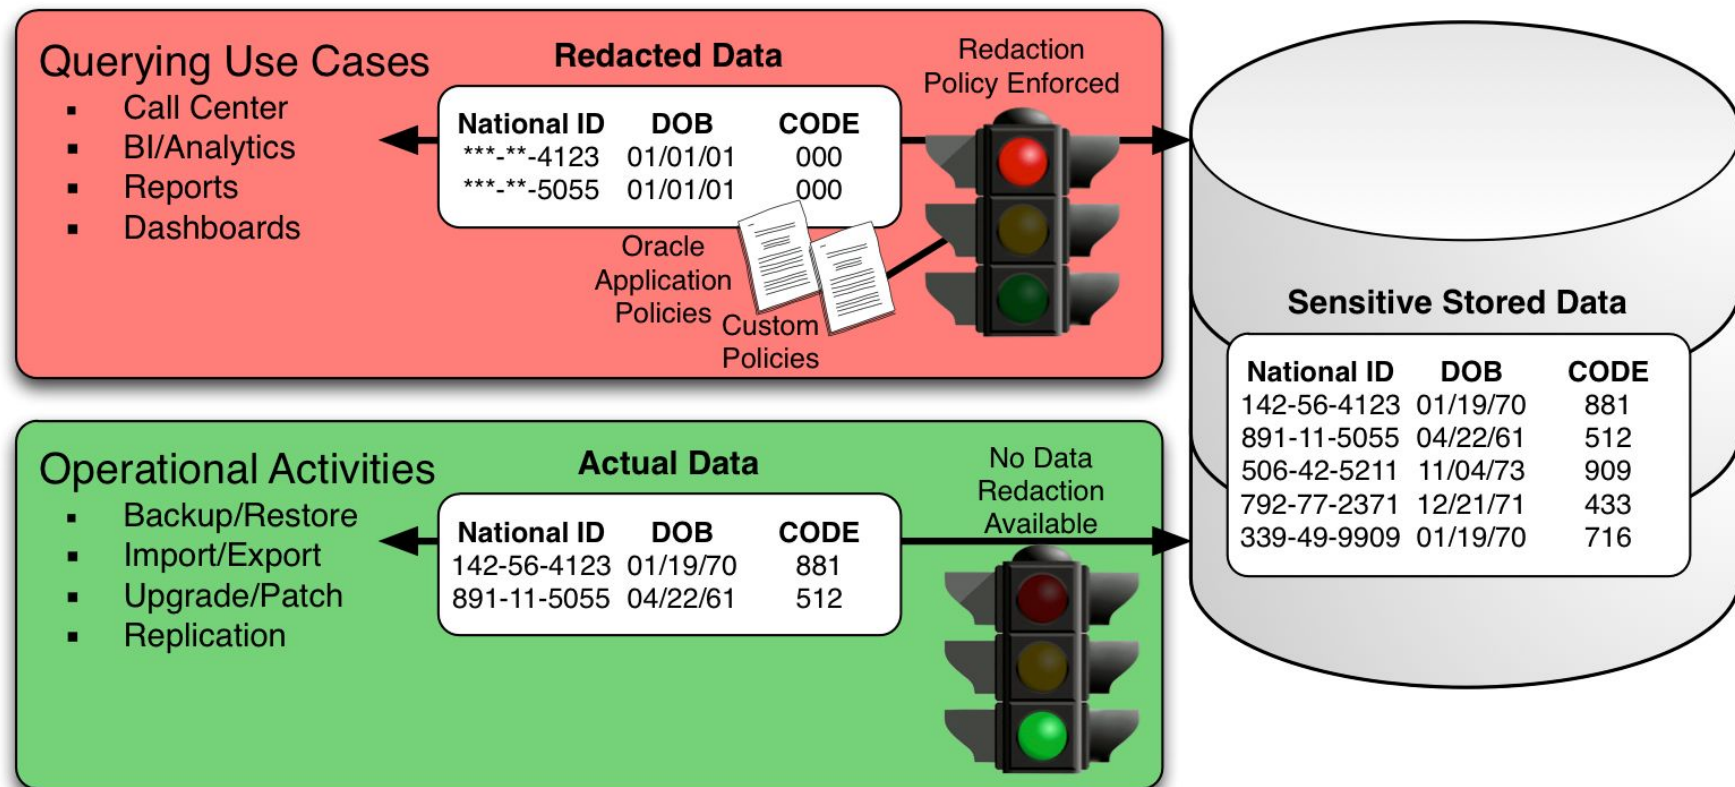 Querying Use Cases
▪ Call Center
▪ BI/Analytics
▪ Reports
▪ Dashboards
Redacted Data
National ID DOB CODE
***-**-4123 01/01/01 000
***-**-5055 01/01/01 000
Oracle
Application
Policies
Custom
Policies
Redaction
Policy Enforced
Operational Activities
▪ Backup/Restore
▪ Import/Export
▪ Upgrade/Patch
▪ Replication
Actual Data
National ID DOB CODE
142-56-4123 01/19/70 881
891-11-5055 04/22/61 512
No Data
Redaction
Available
Sensitive Stored Data
National ID DOB CODE
142-56-4123 01/19/70 881
891-11-5055 04/22/61 512
506-42-5211 11/04/73 909
792-77-2371 12/21/71 433
339-49-9909 01/19/70 716